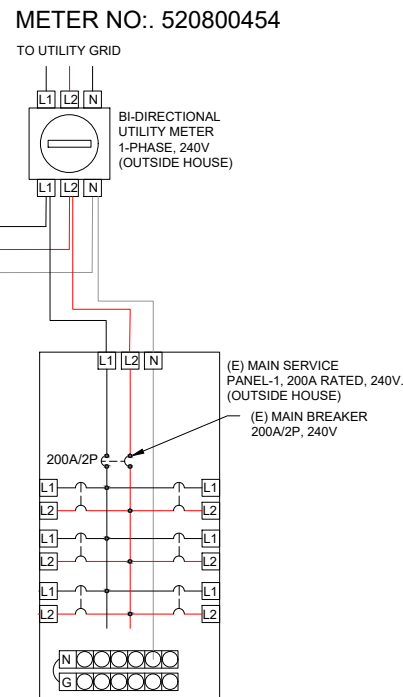 METER NO:. 520800454
TO UTILITY GRID
L1 L2 N
BI-DIRECTIONAL
UTILITY METER
1-PHASE, 240V
(OUTSIDE HOUSE)
L1 L2 N
L1 L2 N
(E) MAIN SERVICE
PANEL-1, 200A RATED, 240V.
(OUTSIDE HOUSE)
(E) MAIN BREAKER
200A/2P, 240V
200A/2P
L1 L1
L2 L2
L1 L1
L2 L2
L1 L1
L2 L2
N
G